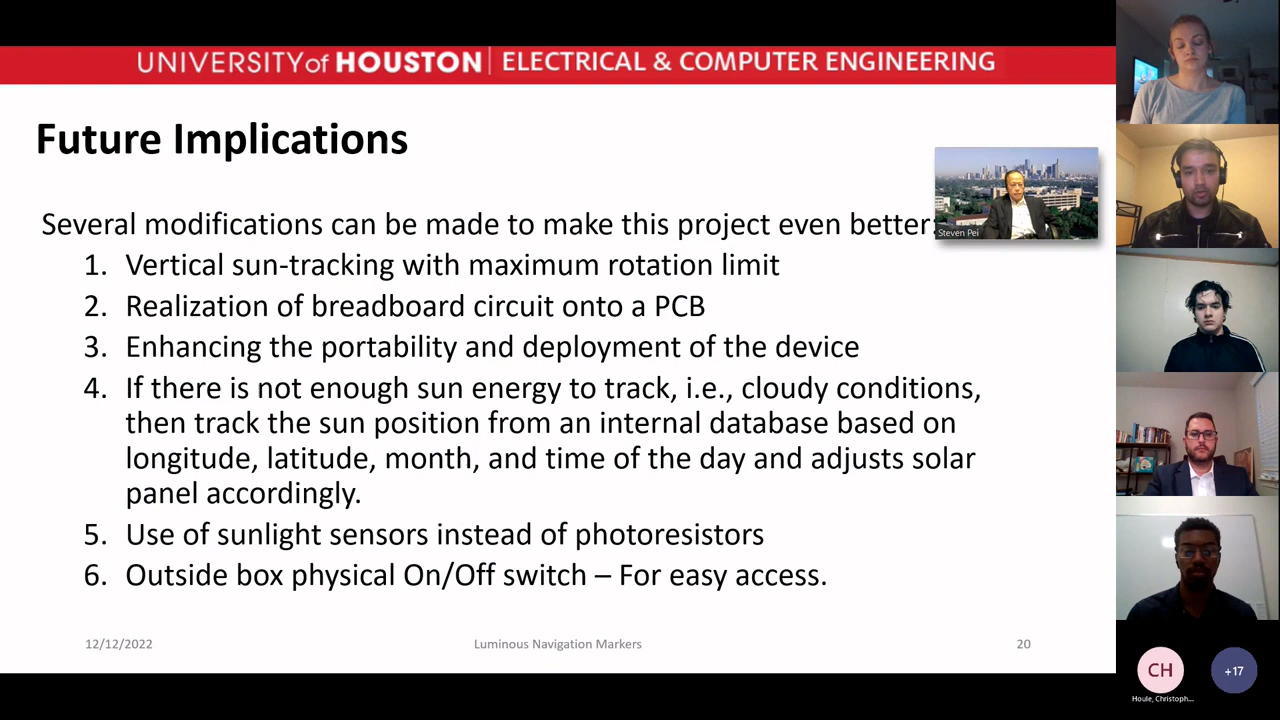 UNIVERSITY of HOUSTON | ELECTRICAL & COMPUTER ENGINEERING
Future Implications
Steven Pei
Several modifications can be made to make this project even better:
1. Vertical sun-tracking with maximum rotation limit
2. Realization of breadboard circuit onto a PCB
3. Enhancing the portability and deployment of the device
4. If there is not enough sun energy to track, i.e., cloudy conditions,
then track the sun position from an internal database based on
longitude, latitude, month, and time of the day and adjusts solar
panel accordingly.
5. Use of sunlight sensors instead of photoresistors
6. Outside box physical On/Off switch – For easy access.
12/12/2022
Luminous Navigation Markers
20
CH
+17
Houle, Christoph...